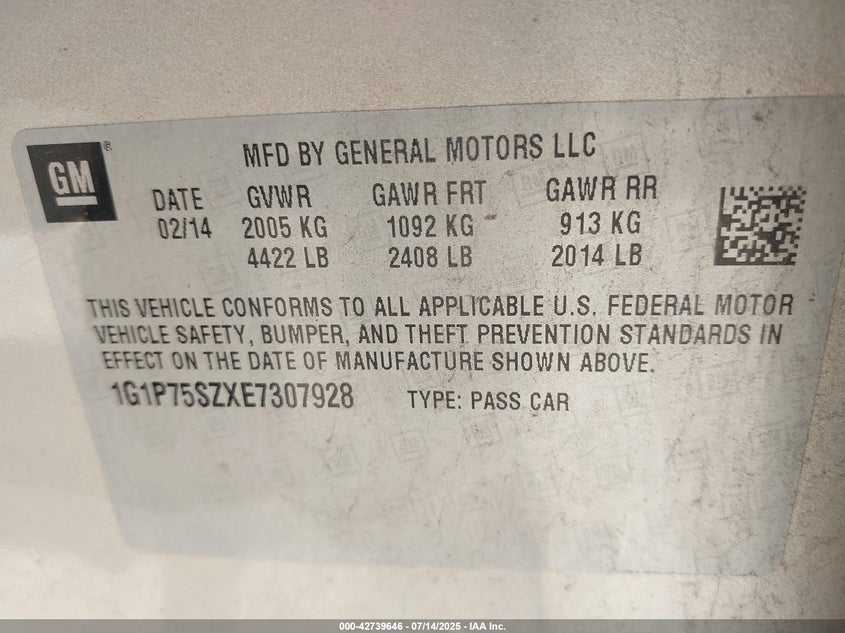 GM®
MFD BY GENERAL MOTORS LLC
DATE GVWR GAWR FRT GAWR RR
02/14 2005 KG 1092 KG 913 KG
4422 LB 2408 LB 2014 LB
THIS VEHICLE CONFORMS TO ALL APPLICABLE U.S. FEDERAL MOTOR
VEHICLE SAFETY, BUMPER, AND THEFT PREVENTION STANDARDS IN
EFFECT ON THE DATE OF MANUFACTURE SHOWN ABOVE.
1G1P75SZXE7307928 TYPE: PASS CAR
000-42739646 - 07/14/2025 - IAA Inc.